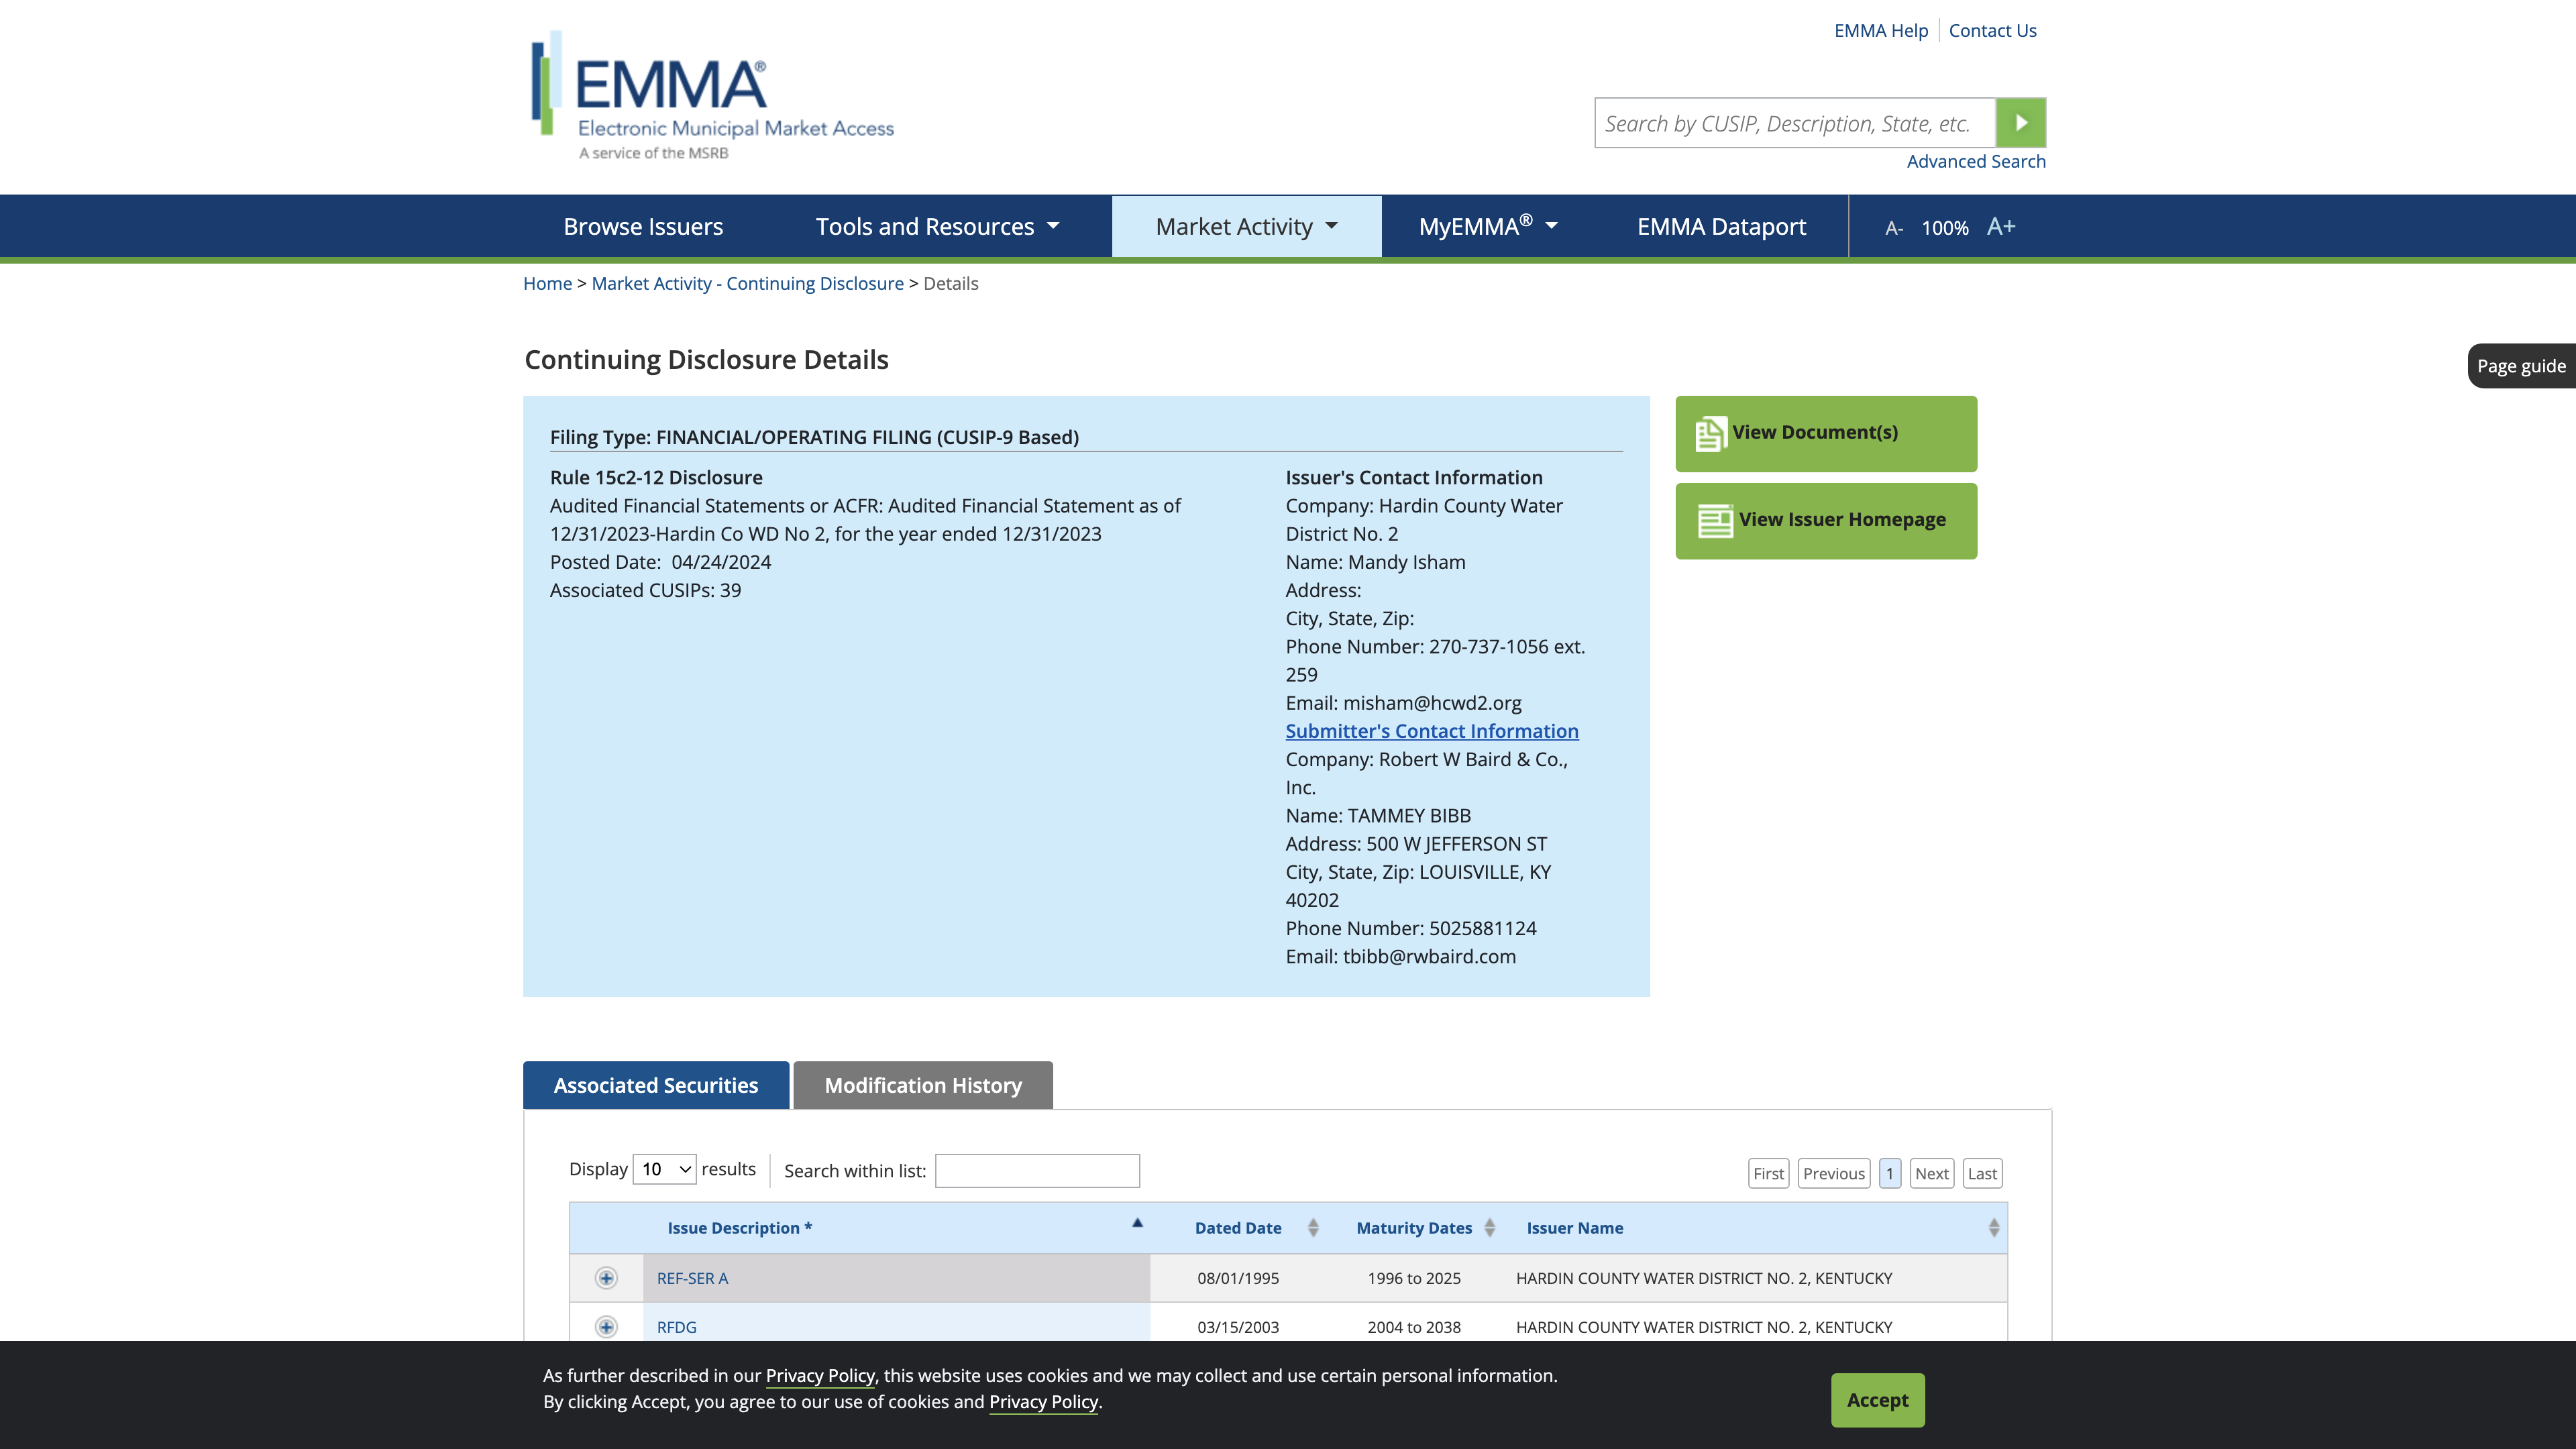 EMMA Help
Contact Us
EMMA®
Electronic Municipal Market Access
A service of the MSRB
Search by CUSIP, Description, State, etc.
Advanced Search
Browse Issuers
Tools and Resources
Market Activity
MyEMMA®
EMMA Dataport
A- 100% A+
Home > Market Activity - Continuing Disclosure > Details
Continuing Disclosure Details
Page guide
Filing Type: FINANCIAL/OPERATING FILING (CUSIP-9 Based)
Rule 15c2-12 Disclosure
Audited Financial Statements or ACFR: Audited Financial Statement as of
12/31/2023-Hardin Co WD No 2, for the year ended 12/31/2023
Posted Date: 04/24/2024
Associated CUSIPs: 39
Issuer's Contact Information
Company: Hardin County Water
District No. 2
Name: Mandy Isham
Address:
City, State, Zip:
Phone Number: 270-737-1056 ext.
259
Email: misham@hcwd2.org
Submitter's Contact Information
Company: Robert W Baird & Co.,
Inc.
Name: TAMMEY BIBB
Address: 500 W JEFFERSON ST
City, State, Zip: LOUISVILLE, KY
40202
Phone Number: 5025881124
Email: tbibb@rwbaird.com
View Document(s)
View Issuer Homepage
Associated Securities
Modification History
Display 10 results
Search within list:
First Previous 1 Next Last
Issue Description * Dated Date Maturity Dates Issuer Name
REF-SER A 08/01/1995 1996 to 2025 HARDIN COUNTY WATER DISTRICT NO. 2, KENTUCKY
RFDG 03/15/2003 2004 to 2038 HARDIN COUNTY WATER DISTRICT NO. 2, KENTUCKY
As further described in our Privacy Policy, this website uses cookies and we may collect and use certain personal information.
By clicking Accept, you agree to our use of cookies and Privacy Policy.
Accept